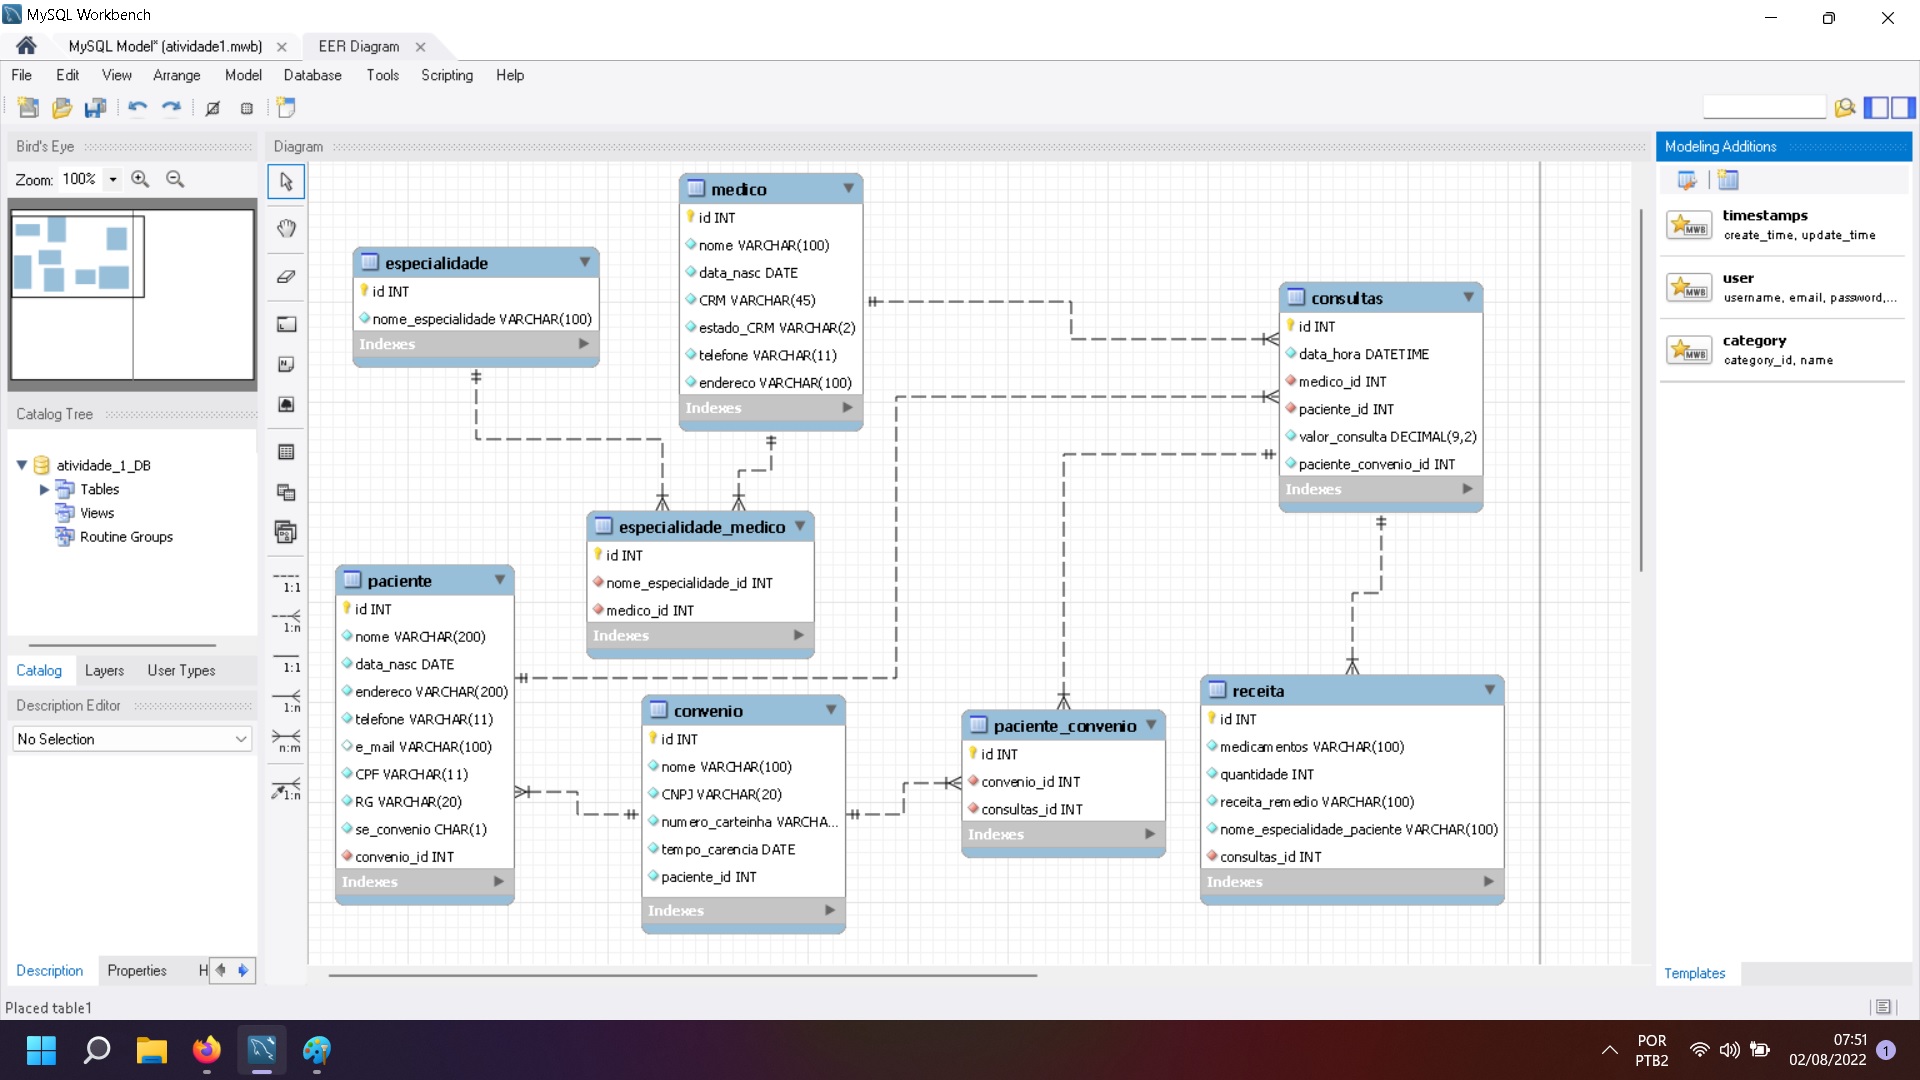 MySQL Workbench
MySQL Model* (atividade1.mwb)
EER Diagram
File Edit View Arrange Model Database Tools Scripting Help
Bird's Eye
Zoom: 100%
Catalog Tree
atividade_1_DB
Tables
Views
Routine Groups
Catalog Layers User Types
Description Editor
No Selection
Description Properties H
Placed table1
Diagram
1:1
1:n
1:1
1:n
n:m
1:n
especialidade
id INT
nome_especialidade VARCHAR(100)
Indexes
medico
id INT
nome VARCHAR(100)
data_nasc DATE
CRM VARCHAR(45)
estado_CRM VARCHAR(2)
telefone VARCHAR(11)
endereco VARCHAR(100)
Indexes
consultas
id INT
data_hora DATETIME
medico_id INT
paciente_id INT
valor_consulta DECIMAL(9,2)
paciente_convenio_id INT
Indexes
especialidade_medico
id INT
nome_especialidade_id INT
medico_id INT
Indexes
paciente
id INT
nome VARCHAR(200)
data_nasc DATE
endereco VARCHAR(200)
telefone VARCHAR(11)
e_mail VARCHAR(100)
CPF VARCHAR(11)
RG VARCHAR(20)
se_convenio CHAR(1)
convenio_id INT
Indexes
convenio
id INT
nome VARCHAR(100)
CNPJ VARCHAR(20)
numero_carteinha VARCHA...
tempo_carencia DATE
paciente_id INT
Indexes
paciente_convenio
id INT
convenio_id INT
consultas_id INT
Indexes
receita
id INT
medicamentos VARCHAR(100)
quantidade INT
receita_remedio VARCHAR(100)
nome_especialidade_paciente VARCHAR(100)
consultas_id INT
Indexes
Modeling Additions
MWB
timestamps
create_time, update_time
MWB
user
username, email, password,...
MWB
category
category_id, name
Templates
POR
PTB2
07:51
02/08/2022
1